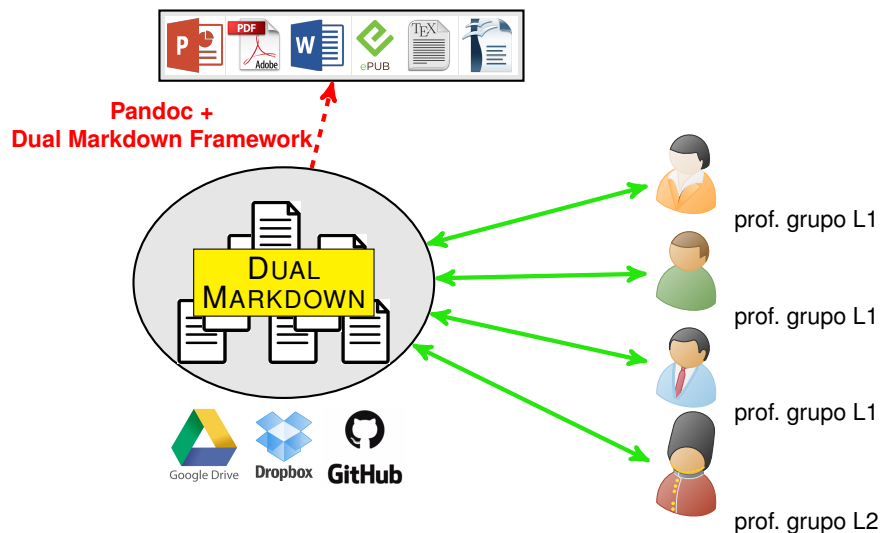 P
PDF
Adobe
W
ePUB
TEX
Pandoc +
Dual Markdown Framework
DUAL
MARKDOWN
prof. grupo L1
prof. grupo L1
prof. grupo L1
prof. grupo L2
Google Drive
Dropbox
GitHub